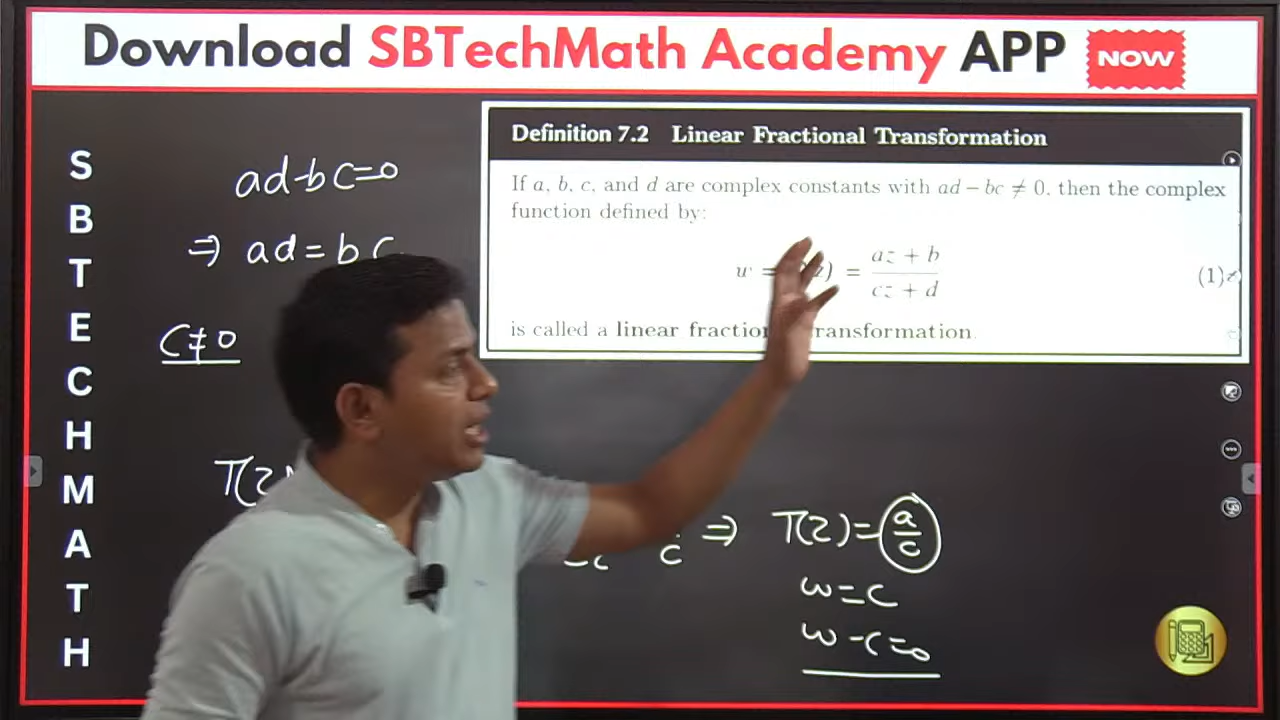 Download SBTechMath Academy APP NOW
S
B
T
E
C
H
M
A
T
H
ad-bc=0
⇒ ad=bc
c≠0
Definition 7.2 Linear Fractional Transformation
If a, b, c, and d are complex constants with ad − bc ≠ 0, then the complex
function defined by:
w = z) = az + b / cz + d (1)
is called a linear fractio ransformation.
T(z)
c ⇒ T(z)= a/c
w=c
w-c=0